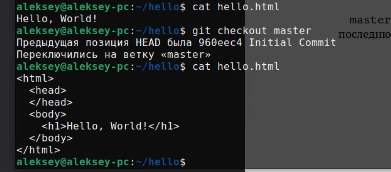 aleksey@aleksey-pc:~/hello$ cat hello.html
Hello, World!
aleksey@aleksey-pc:~/hello$ git checkout master
Предыдущая позиция HEAD была 960eec4 Initial Commit
Переключились на ветку «master»
aleksey@aleksey-pc:~/hello$ cat hello.html
<html>
  <head>
  </head>
  <body>
    <h1>Hello, World!</h1>
  </body>
</html>
aleksey@aleksey-pc:~/hello$
master
последню